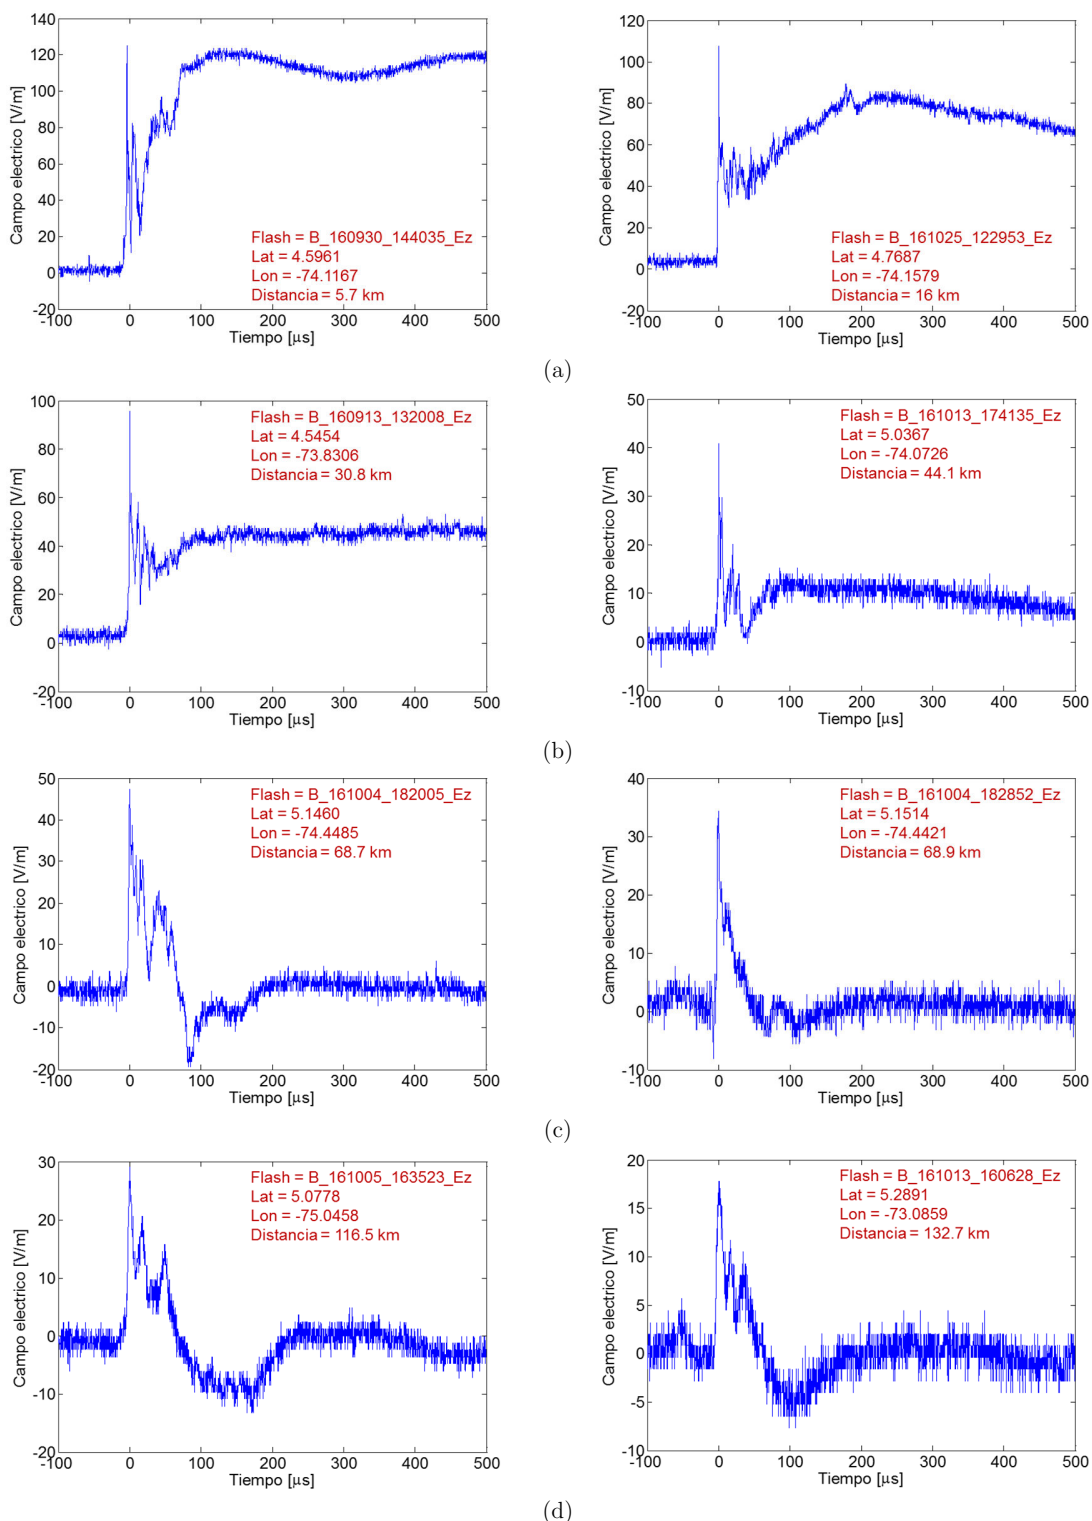 140
120
100
80
60
40
20
0
-20
Campo electrico [V/m]
Flash = B_160930_144035_Ez
Lat = 4.5961
Lon = -74.1167
Distancia = 5.7 km
-100 0 100 200 300 400 500
Tiempo [µs]
120
100
80
60
40
20
0
-20
Campo electrico [V/m]
Flash = B_161025_122953_Ez
Lat = 4.7687
Lon = -74.1579
Distancia = 16 km
-100 0 100 200 300 400 500
Tiempo [µs]
(a)
100
80
60
40
20
0
-20
Campo electrico [V/m]
Flash = B_160913_132008_Ez
Lat = 4.5454
Lon = -73.8306
Distancia = 30.8 km
-100 0 100 200 300 400 500
Tiempo [µs]
50
40
30
20
10
0
-10
Campo electrico [V/m]
Flash = B_161013_174135_Ez
Lat = 5.0367
Lon = -74.0726
Distancia = 44.1 km
-100 0 100 200 300 400 500
Tiempo [µs]
(b)
50
40
30
20
10
0
-10
-20
Campo electrico [V/m]
Flash = B_161004_182005_Ez
Lat = 5.1460
Lon = -74.4485
Distancia = 68.7 km
-100 0 100 200 300 400 500
Tiempo [µs]
40
30
20
10
0
-10
Campo electrico [V/m]
Flash = B_161004_182852_Ez
Lat = 5.1514
Lon = -74.4421
Distancia = 68.9 km
-100 0 100 200 300 400 500
Tiempo [µs]
(c)
30
20
10
0
-10
-20
Campo electrico [V/m]
Flash = B_161005_163523_Ez
Lat = 5.0778
Lon = -75.0458
Distancia = 116.5 km
-100 0 100 200 300 400 500
Tiempo [µs]
20
15
10
5
0
-5
-10
Campo electrico [V/m]
Flash = B_161013_160628_Ez
Lat = 5.2891
Lon = -73.0859
Distancia = 132.7 km
-100 0 100 200 300 400 500
Tiempo [µs]
(d)